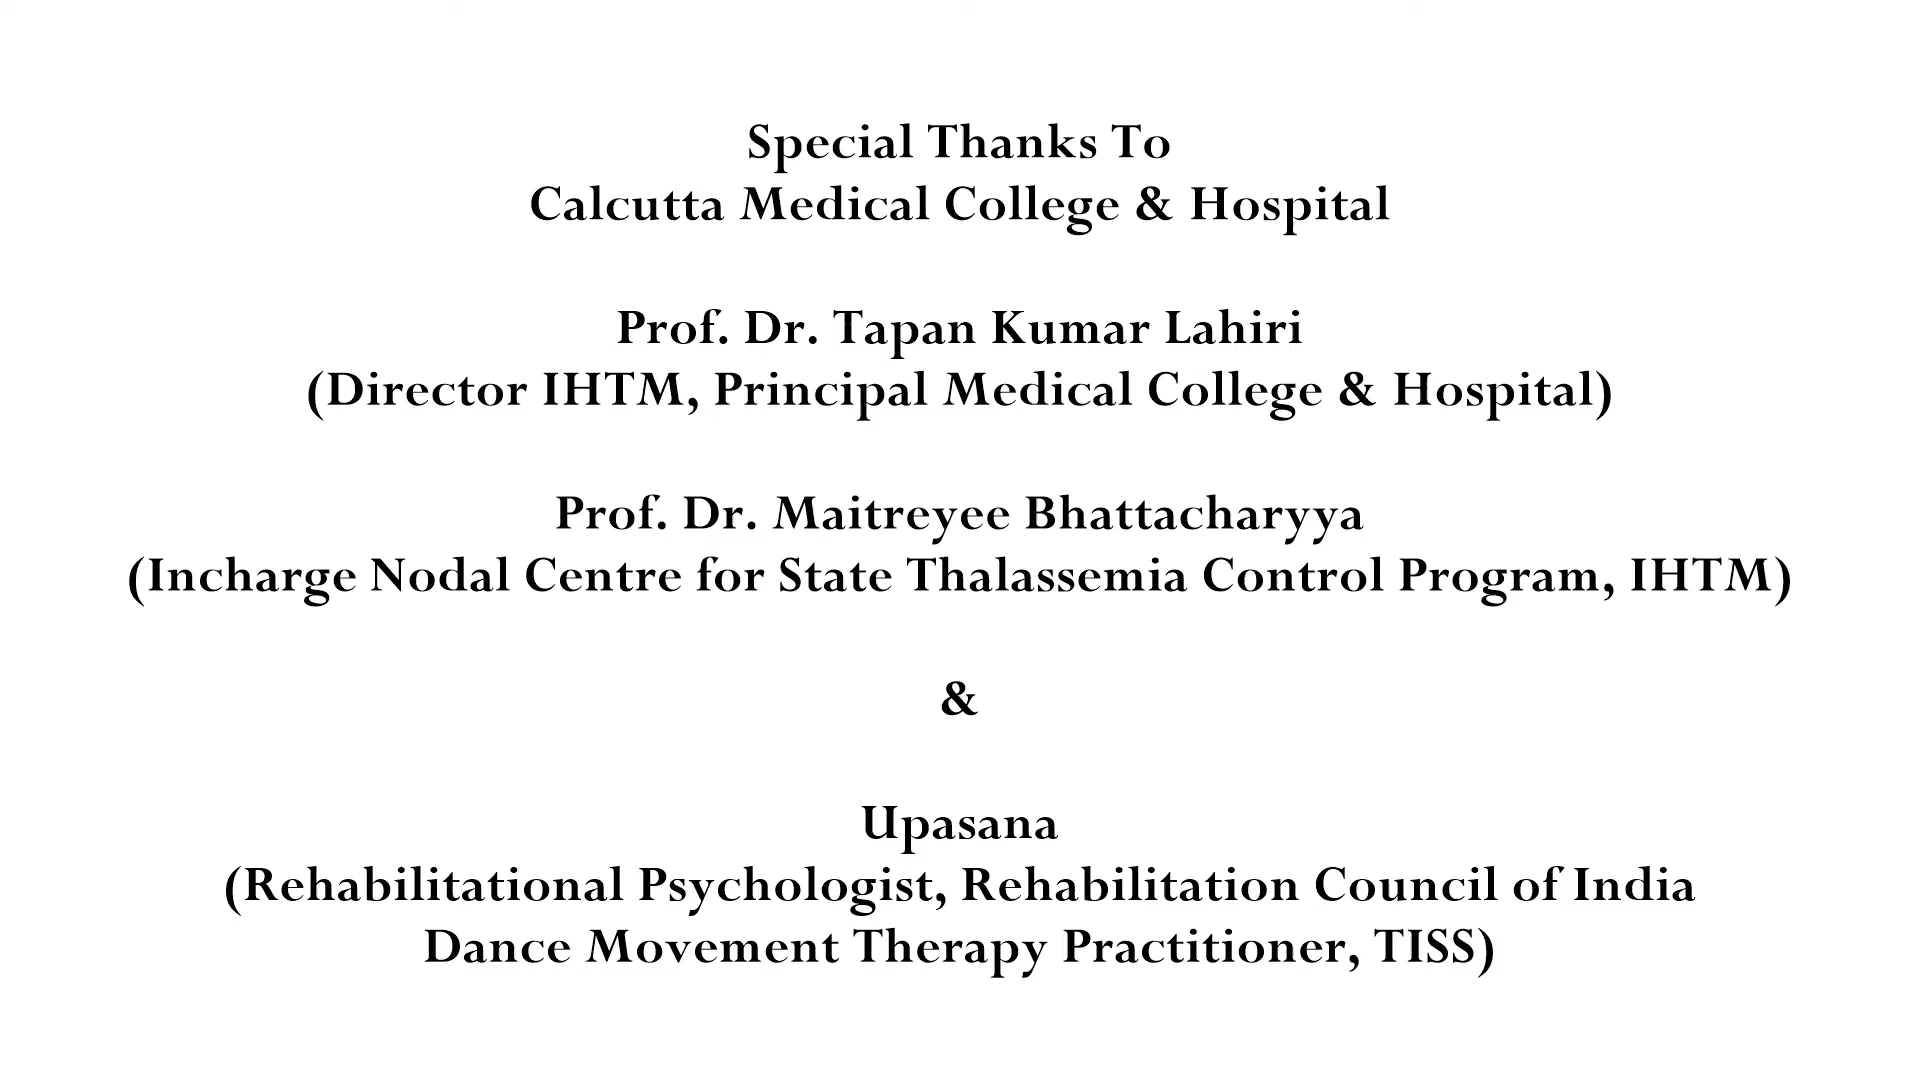 Special Thanks To
Calcutta Medical College & Hospital
Prof. Dr. Tapan Kumar Lahiri
(Director IHTM, Principal Medical College & Hospital)
Prof. Dr. Maitreyee Bhattacharyya
(Incharge Nodal Centre for State Thalassemia Control Program, IHTM)
&
Upasana
(Rehabilitational Psychologist, Rehabilitation Council of India
Dance Movement Therapy Practitioner, TISS)